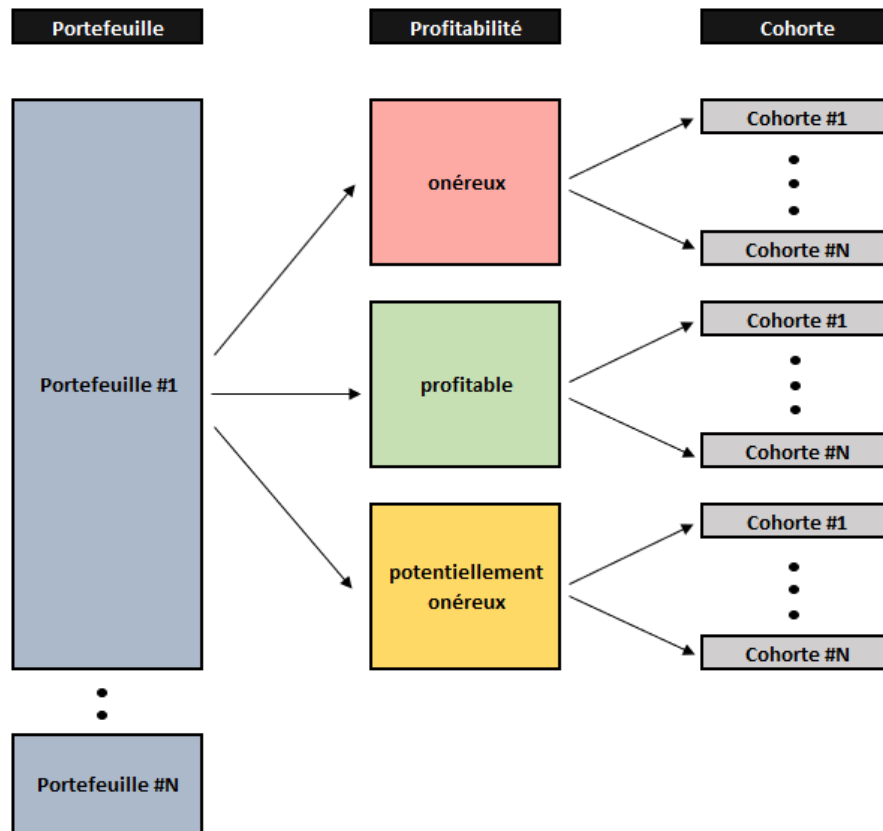 Portefeuille
Profitabilité
Cohorte
Portefeuille #1
onéreux
Cohorte #1
Cohorte #N
profitable
Cohorte #1
Cohorte #N
potentiellement
onéreux
Cohorte #1
Cohorte #N
Portefeuille #N